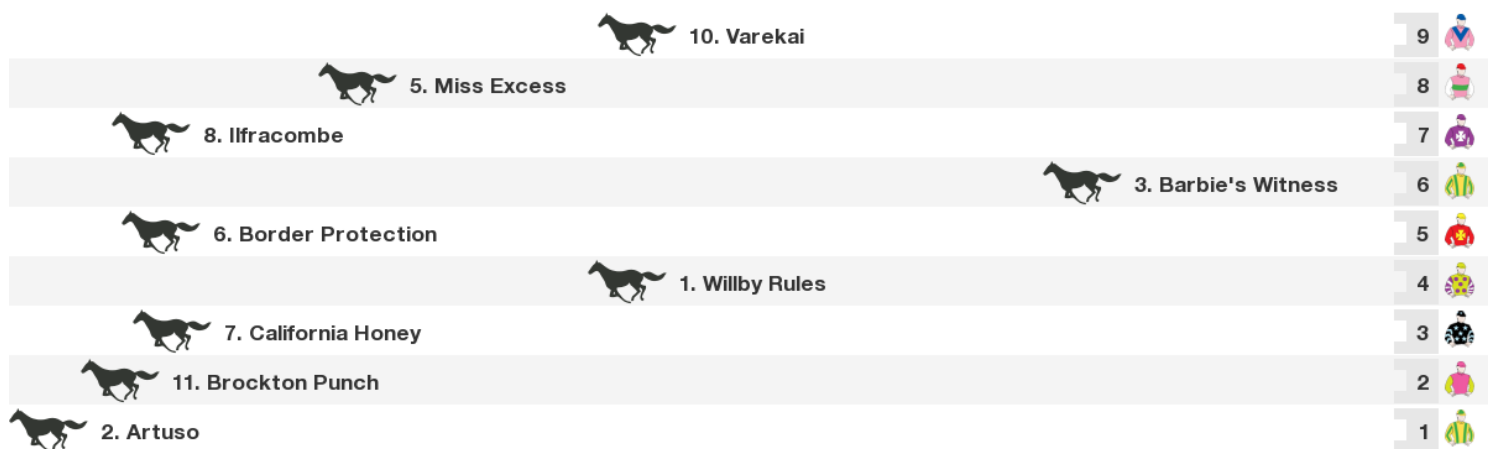 10. Varekai 9
5. Miss Excess 8
8. Ilfracombe 7
3. Barbie's Witness 6
6. Border Protection 5
1. Willby Rules 4
7. California Honey 3
11. Brockton Punch 2
2. Artuso 1